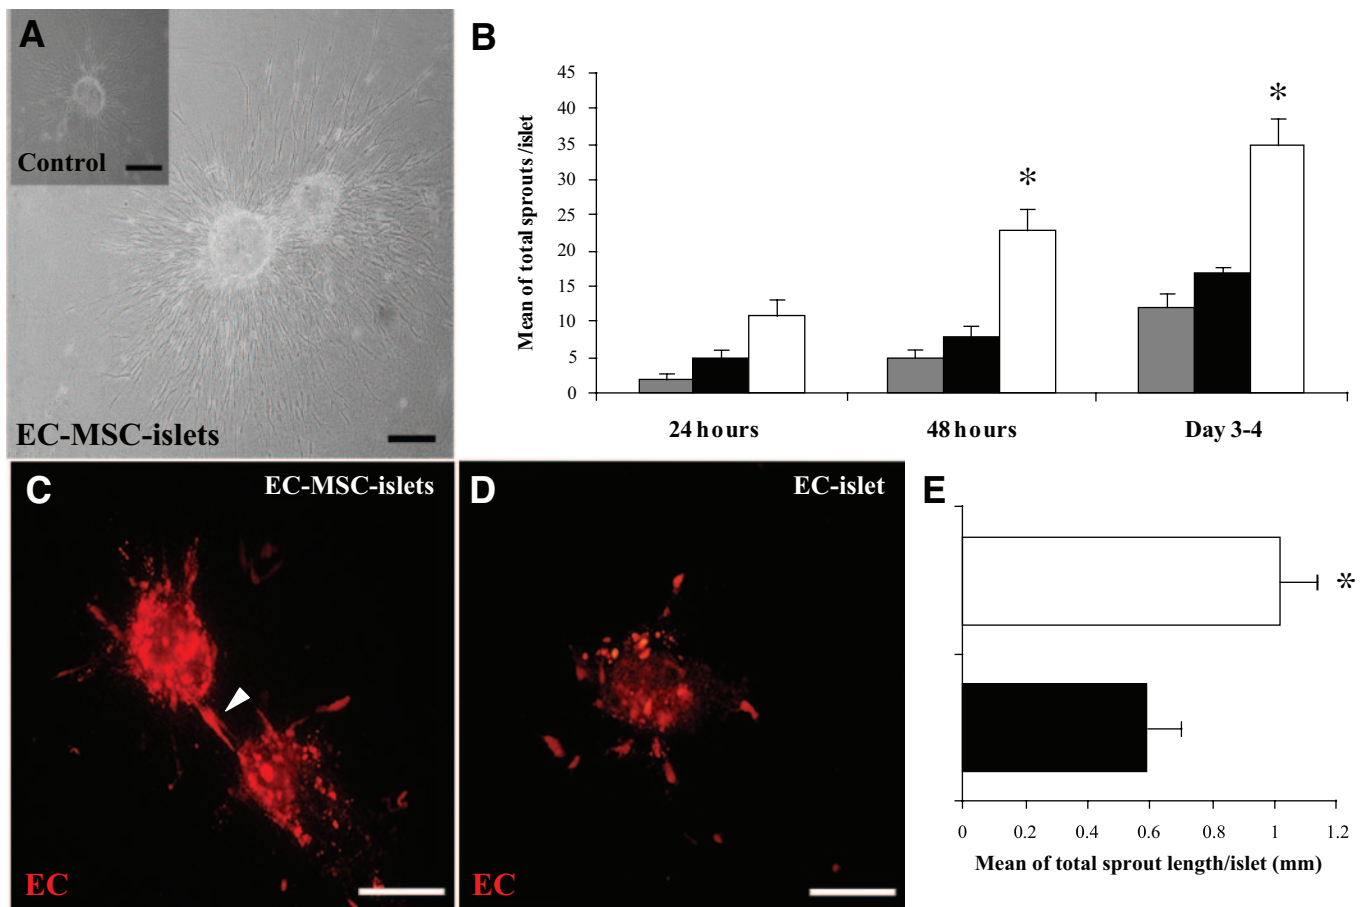 A
Control
EC-MSC-islets
B
Mean of total sprouts/islet
45
40
35
30
25
20
15
10
5
0
*
*
24 hours
48 hours
Day 3-4
C
EC-MSC-islets
EC
D
EC-islet
EC
E
*
0 0.2 0.4 0.6 0.8 1 1.2
Mean of total sprout length/islet (mm)